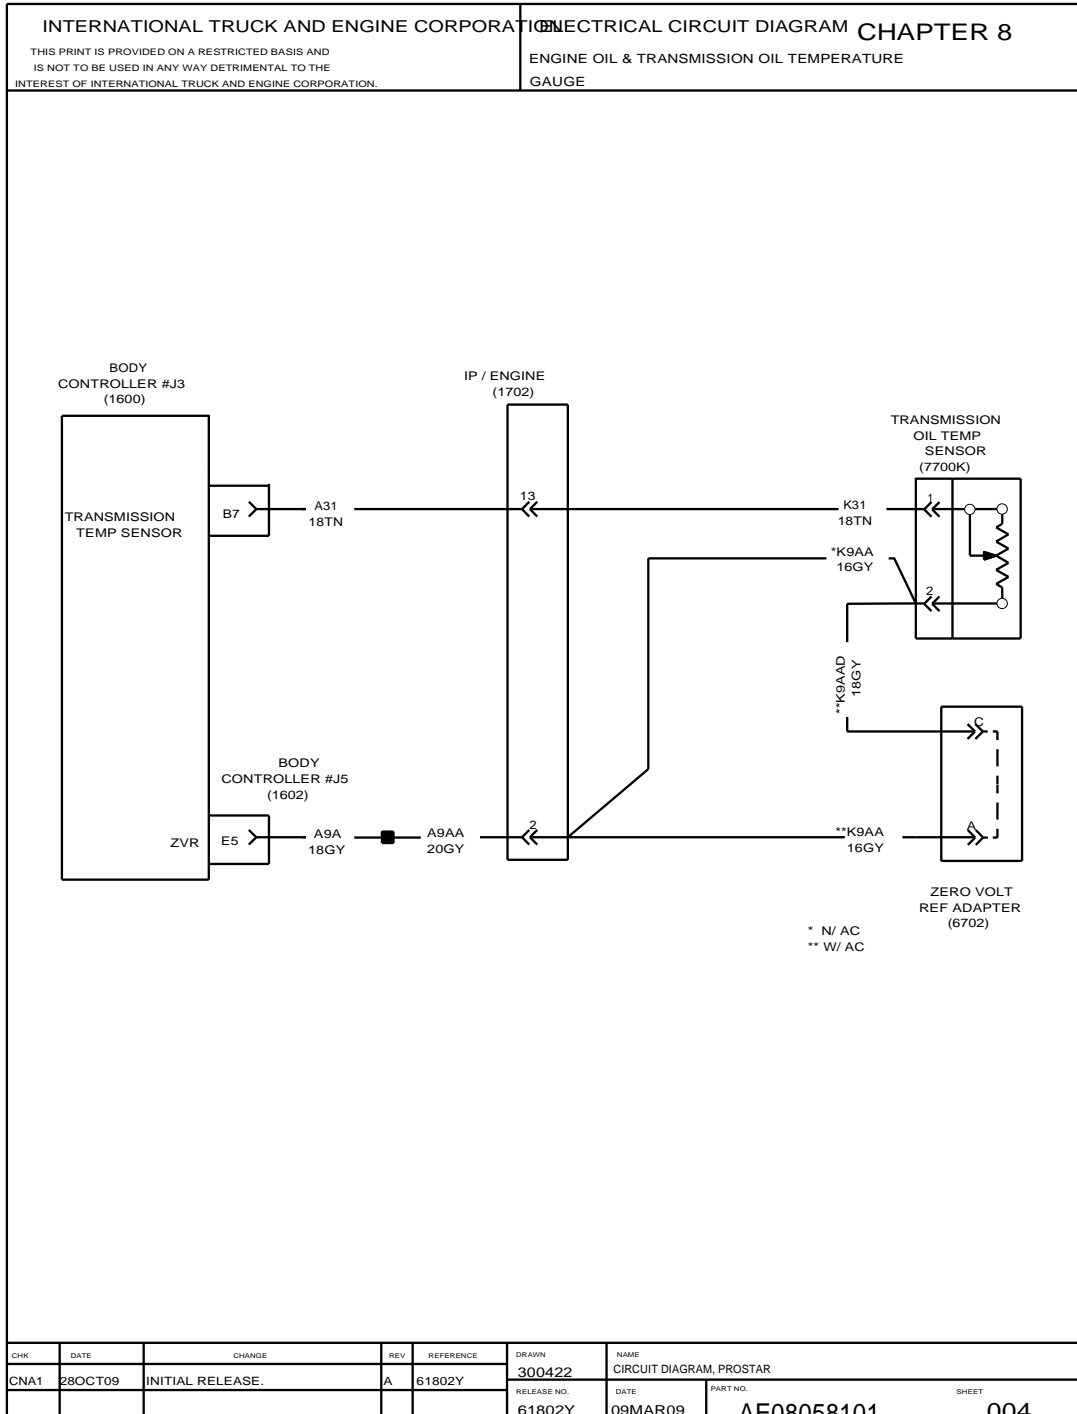 INTERNATIONAL TRUCK AND ENGINE CORPORATION
THIS PRINT IS PROVIDED ON A RESTRICTED BASIS AND
IS NOT TO BE USED IN ANY WAY DETRIMENTAL TO THE
INTEREST OF INTERNATIONAL TRUCK AND ENGINE CORPORATION.
ELECTRICAL CIRCUIT DIAGRAM CHAPTER 8
ENGINE OIL & TRANSMISSION OIL TEMPERATURE
GAUGE
BODY
CONTROLLER #J3
(1600)
IP / ENGINE
(1702)
TRANSMISSION
OIL TEMP
SENSOR
(7700K)
TRANSMISSION
TEMP SENSOR
B7
A31
18TN
13
K31
18TN
1
*K9AA
16GY
2
**K9AAD
18GY
C
BODY
CONTROLLER #J5
(1602)
ZVR
E5
A9A
18GY
A9AA
20GY
2
**K9AA
16GY
A
ZERO VOLT
REF ADAPTER
(6702)
* N/ AC
** W/ AC
CHK DATE CHANGE REV REFERENCE
CNA1 28OCT09 INITIAL RELEASE. A 61802Y
DRAWN
300422
NAME
CIRCUIT DIAGRAM, PROSTAR
RELEASE NO.
61802Y
DATE
09MAR09
PART NO.
AE08058101
SHEET
004